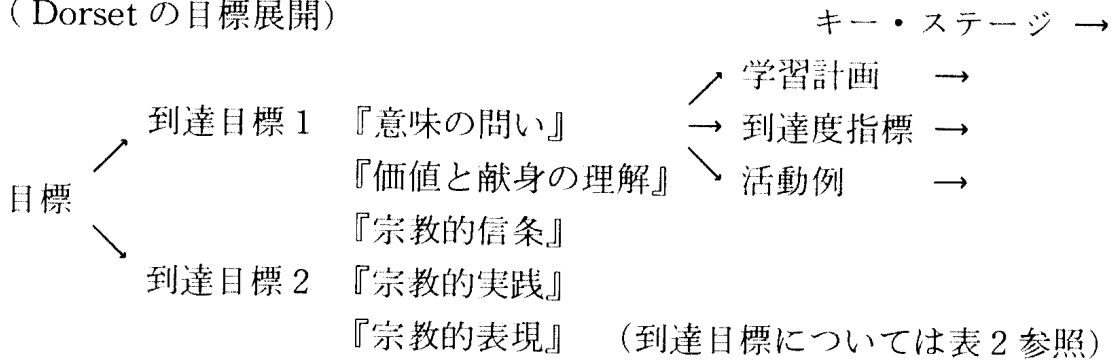 ( Dorset の目標展開)
キー・ステージ →
学習計画 →
到達目標 1 『意味の問い』 → 到達度指標 →
『価値と献身の理解』 活動例 →
目標
『宗教的信条』
到達目標 2 『宗教的実践』
『宗教的表現』 (到達目標については表 2 参照)